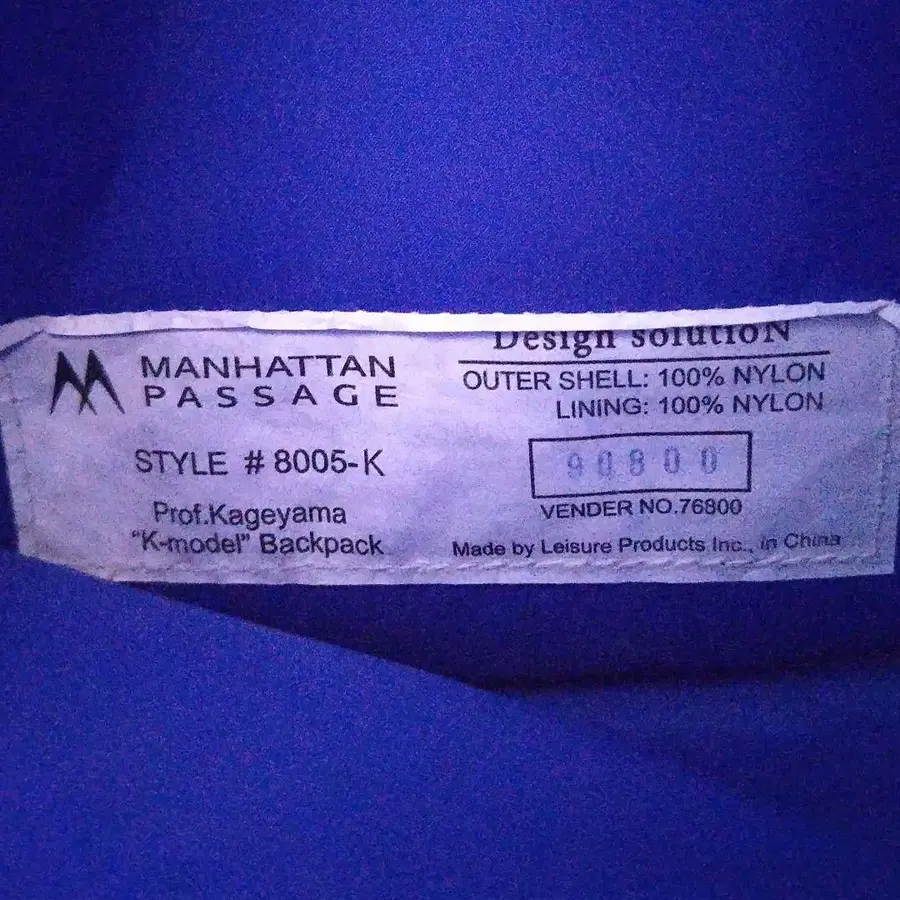 MANHATTAN
PASSAGE
STYLE # 8005-K
Prof.Kageyama
"K-model" Backpack
Design solutioN
OUTER SHELL: 100% NYLON
LINING: 100% NYLON
90800
VENDER NO.76800
Made by Leisure Products Inc., in China